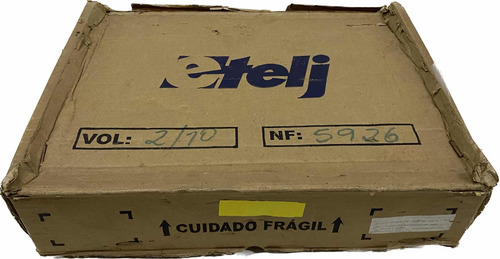 etelj
VOL: 2/10 NF: 5926
CUIDADO FRÁGIL